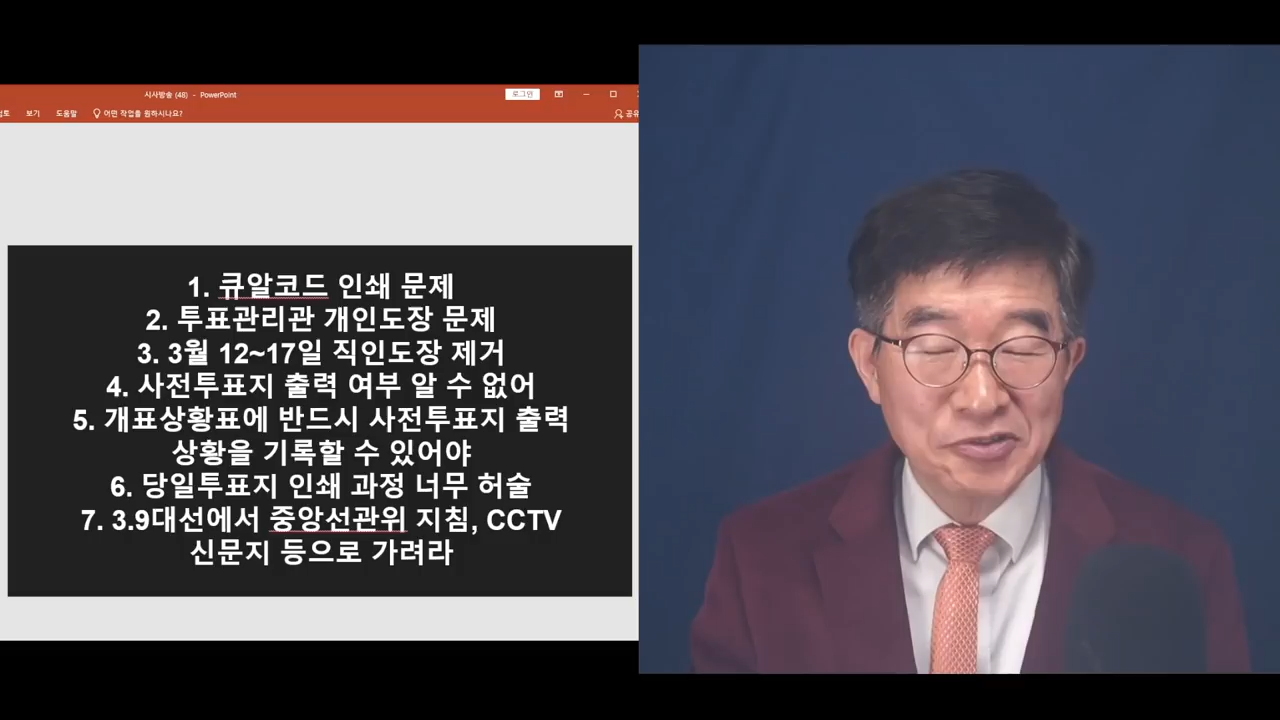 시사방송 (48) - PowerPoint
로그인
보기 도움말 어떤 작업을 원하시나요? 공유
1. 큐알코드 인쇄 문제
2. 투표관리관 개인도장 문제
3. 3월 12~17일 직인도장 제거
4. 사전투표지 출력 여부 알 수 없어
5. 개표상황표에 반드시 사전투표지 출력
상황을 기록할 수 있어야
6. 당일투표지 인쇄 과정 너무 허술
7. 3.9대선에서 중앙선관위 지침, CCTV
신문지 등으로 가려라